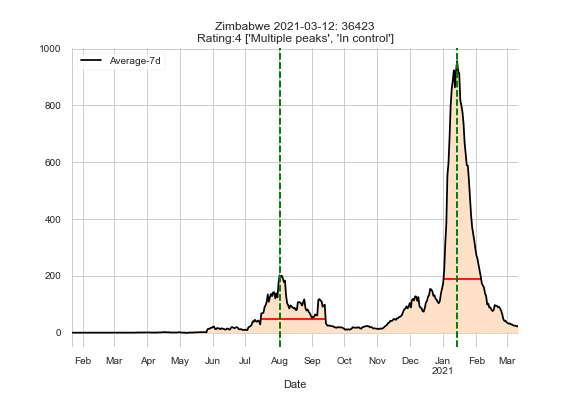 Zimbabwe 2021-03-12: 36423
Rating:4 ['Multiple peaks', 'In control']
1000
Average-7d
800
600
400
200
0
Feb Mar Apr May Jun Jul Aug Sep Oct Nov Dec Jan Feb Mar
2021
Date